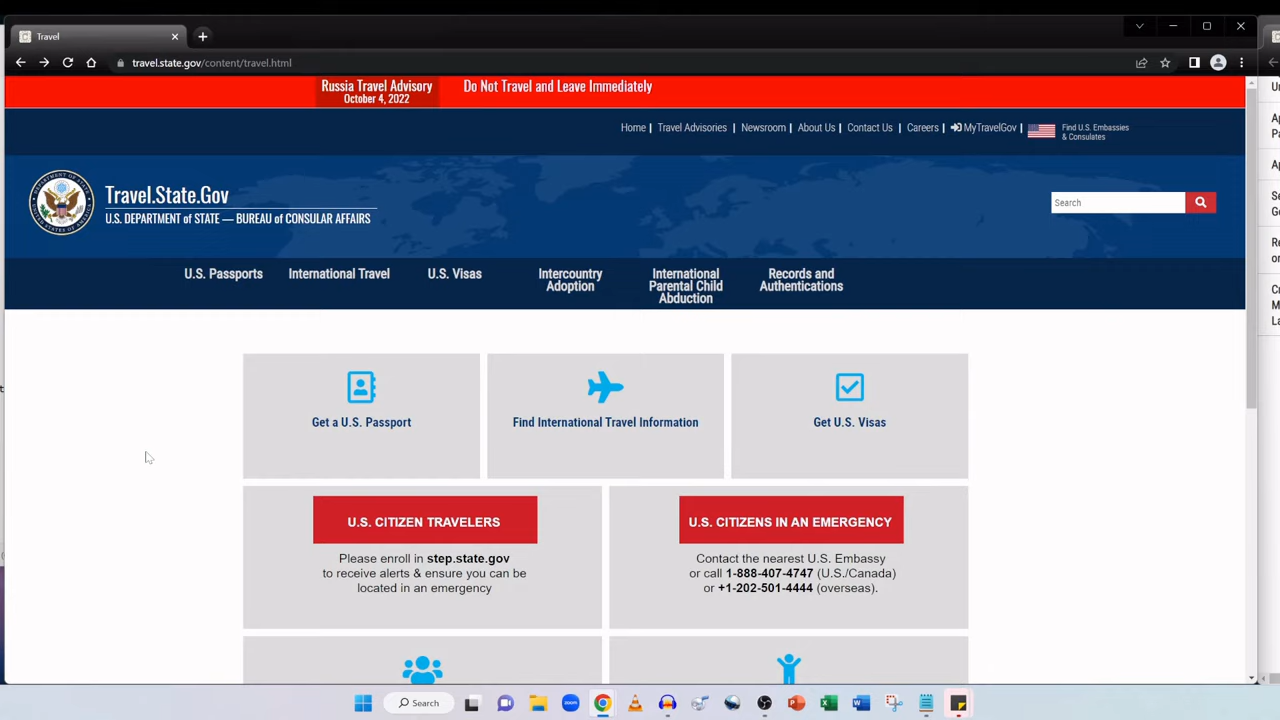 Travel
travel.state.gov/content/travel.html
Russia Travel Advisory
October 4, 2022
Do Not Travel and Leave Immediately
Home | Travel Advisories | Newsroom | About Us | Contact Us | Careers | MyTravelGov |
Find U.S. Embassies
& Consulates
Travel.State.Gov
U.S. DEPARTMENT of STATE — BUREAU of CONSULAR AFFAIRS
Search
U.S. Passports
International Travel
U.S. Visas
Intercountry
Adoption
International
Parental Child
Abduction
Records and
Authentications
Get a U.S. Passport
Find International Travel Information
Get U.S. Visas
U.S. CITIZEN TRAVELERS
Please enroll in step.state.gov
to receive alerts & ensure you can be
located in an emergency
U.S. CITIZENS IN AN EMERGENCY
Contact the nearest U.S. Embassy
or call 1-888-407-4747 (U.S./Canada)
or +1-202-501-4444 (overseas).
Search